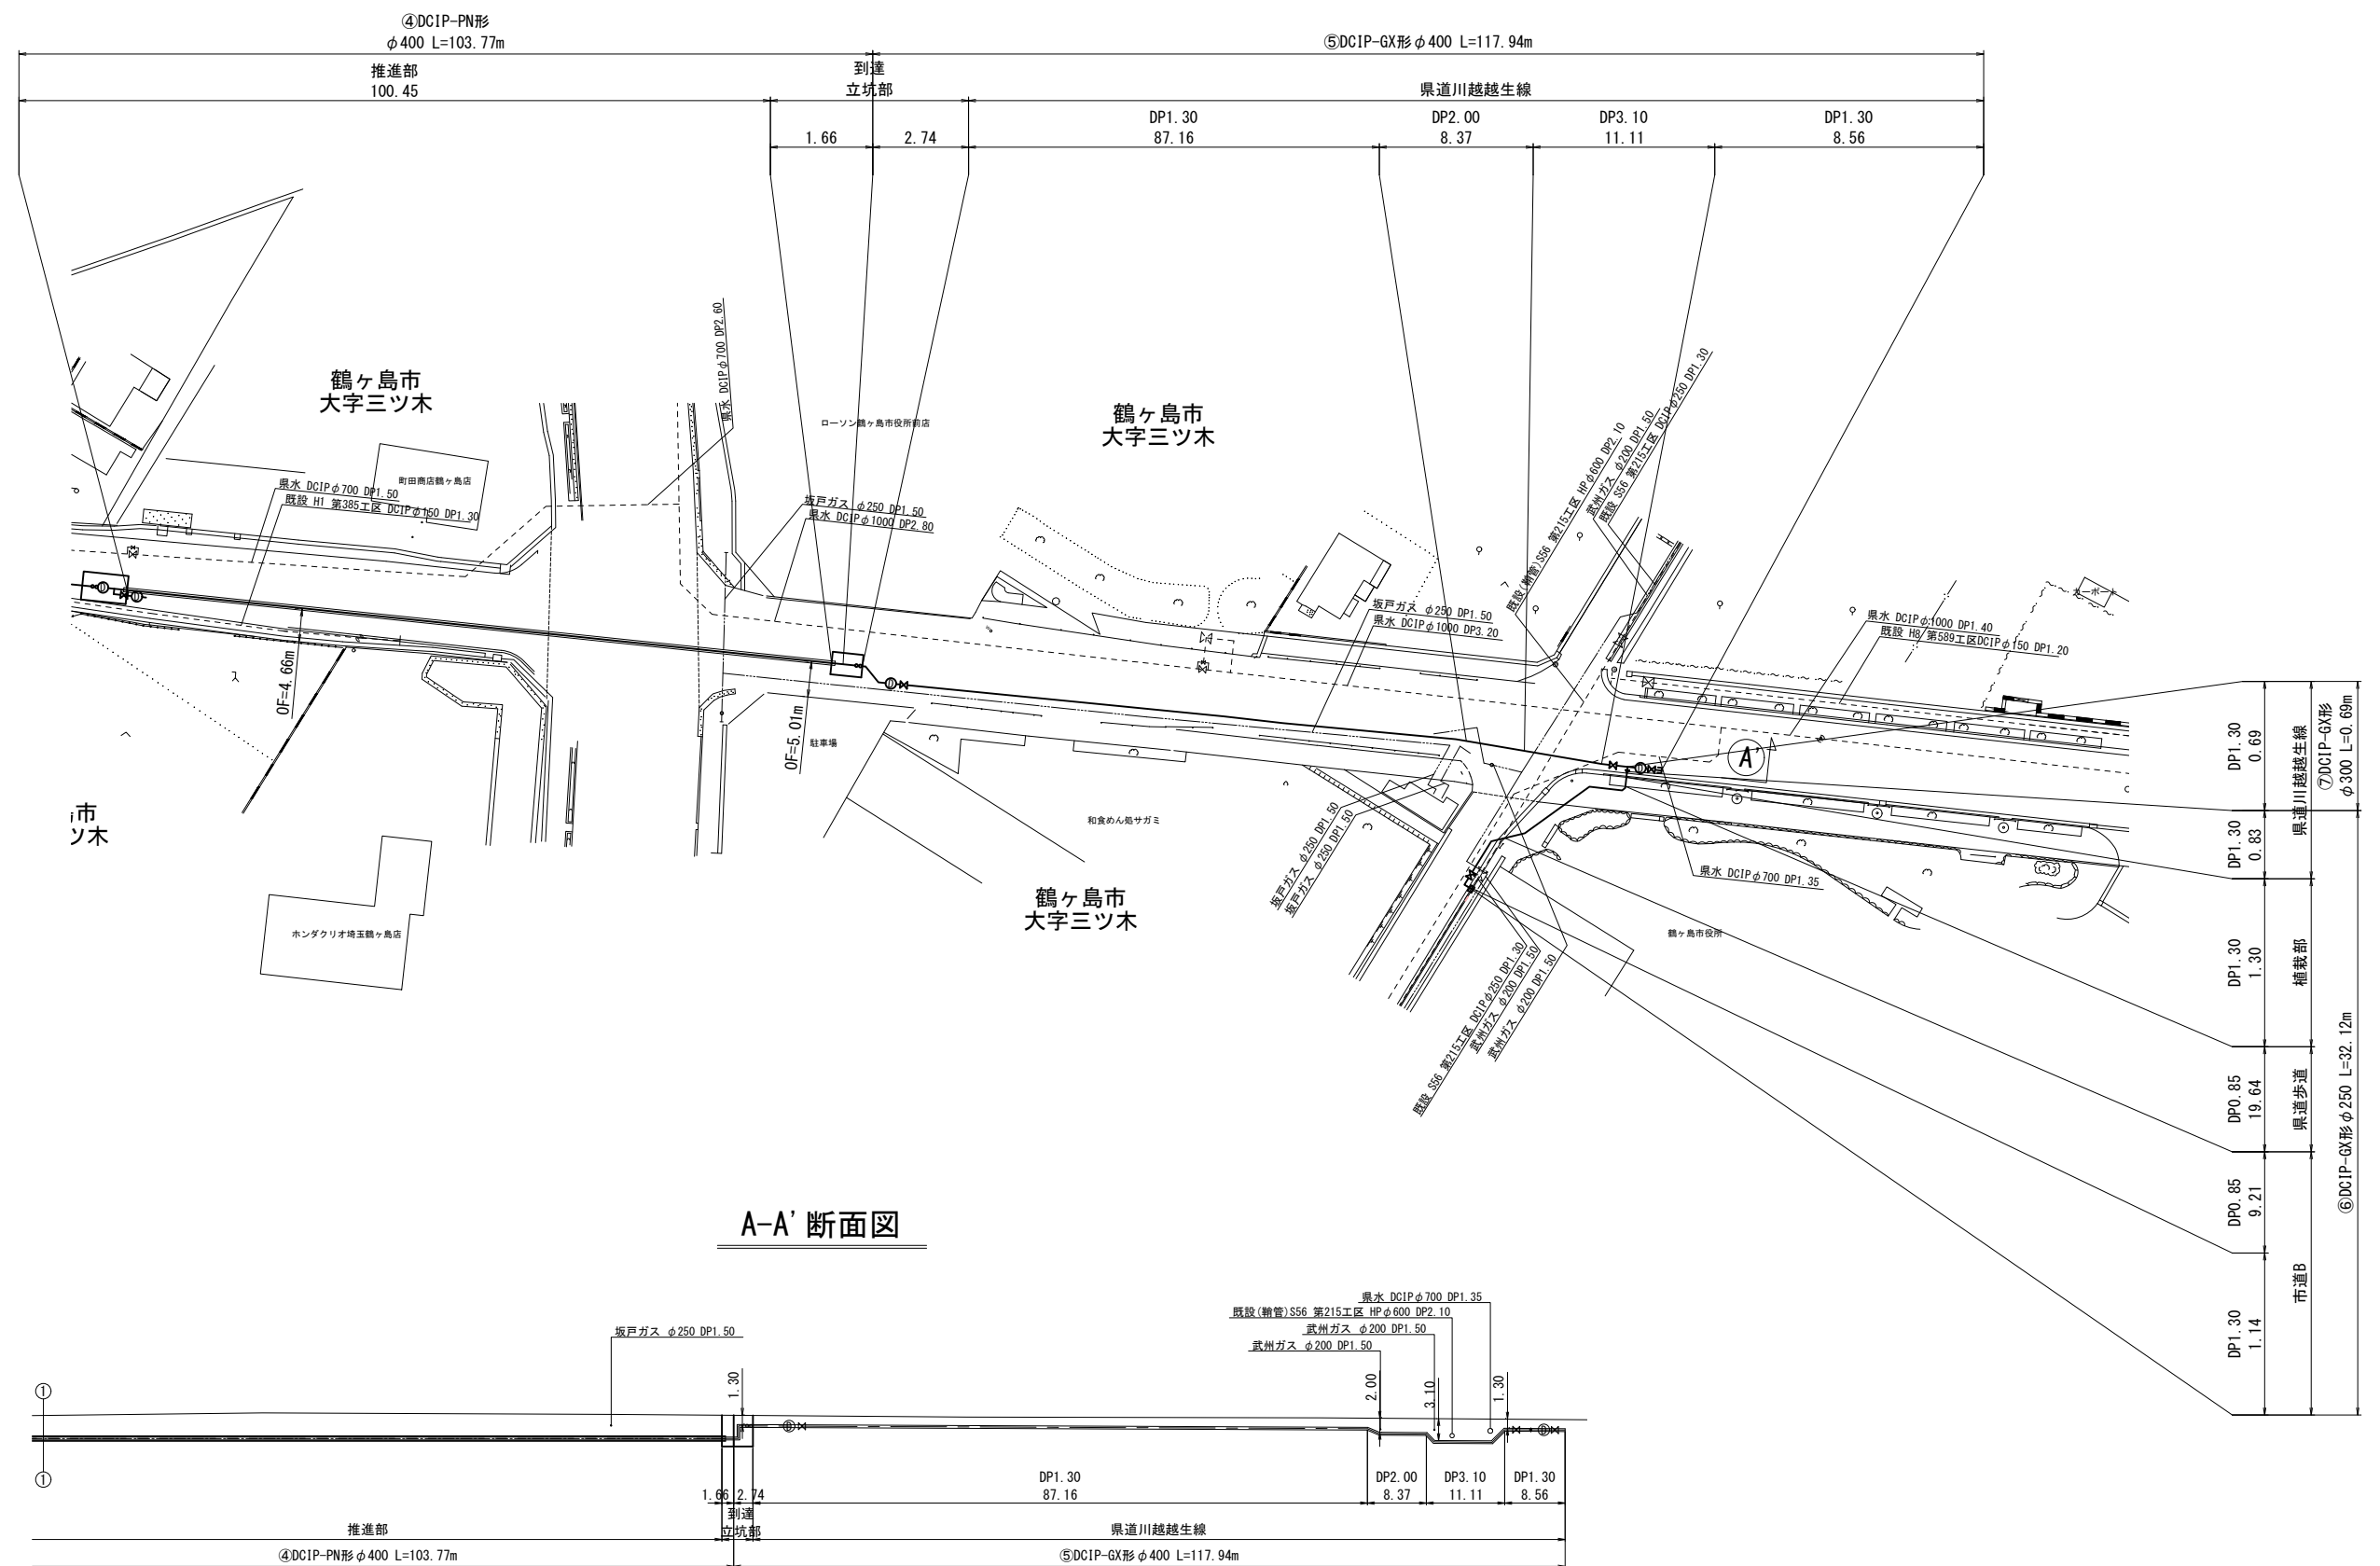 ④DCIP-PN形
φ400 L=103.77m
⑤DCIP-GX形φ400 L=117.94m
推進部
100.45
到達
立坑部
県道川越越生線
1.66
2.74
DP1.30
87.16
DP2.00
8.37
DP3.10
11.11
DP1.30
8.56
鶴ヶ島市
大字三ツ木
町田商店鶴ヶ島店
県水 DCIPφ700 DP1.50
既設 H1 第385工区 DCIPφ150 DP1.30
県水 DCIPφ700 DP2.60
ローソン鶴ヶ島市役所前店
坂戸ガス φ250 DP1.50
県水 DCIPφ1000 DP2.80
鶴ヶ島市
大字三ツ木
既設(鞘管)S56 第215工区 HPφ600 DP2.10
武州ガス φ200 DP1.50
既設 S56 第215工区 DCIPφ250 DP1.30
坂戸ガス φ250 DP1.50
県水 DCIPφ1000 DP3.20
カーポート
県水 DCIPφ1000 DP1.40
既設 H8 第589工区DCIPφ150 DP1.20
OF=4.66m
OF=5.01m
駐車場
A'
市
ツ木
ホンダクリオ埼玉鶴ヶ島店
和食めん処サガミ
鶴ヶ島市
大字三ツ木
坂戸ガス φ250 DP1.50
坂戸ガス φ250 DP1.50
県水 DCIPφ700 DP1.35
鶴ヶ島市役所
既設 S56 第215工区 DCIPφ250 DP1.30
武州ガス φ200 DP1.50
武州ガス φ200 DP1.50
DP1.30
0.69
県道川越越生線
⑦DCIP-GX形
φ300 L=0.69m
DP1.30
0.83
DP1.30
1.30
植栽部
DP0.85
19.64
県道歩道
⑥DCIP-GX形φ250 L=32.12m
DP0.85
9.21
市道B
DP1.30
1.14
A-A' 断面図
坂戸ガス φ250 DP1.50
県水 DCIPφ700 DP1.35
既設(鞘管)S56 第215工区 HPφ600 DP2.10
武州ガス φ200 DP1.50
武州ガス φ200 DP1.50
①
①
1.30
2.00
3.10
1.30
D
D
DP1.30
87.16
DP2.00
8.37
DP3.10
11.11
DP1.30
8.56
1.66
2.74
到達
立坑部
推進部
県道川越越生線
④DCIP-PN形φ400 L=103.77m
⑤DCIP-GX形φ400 L=117.94m